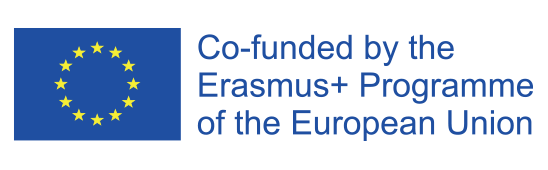 Co-funded by the
Erasmus+ Programme
of the European Union